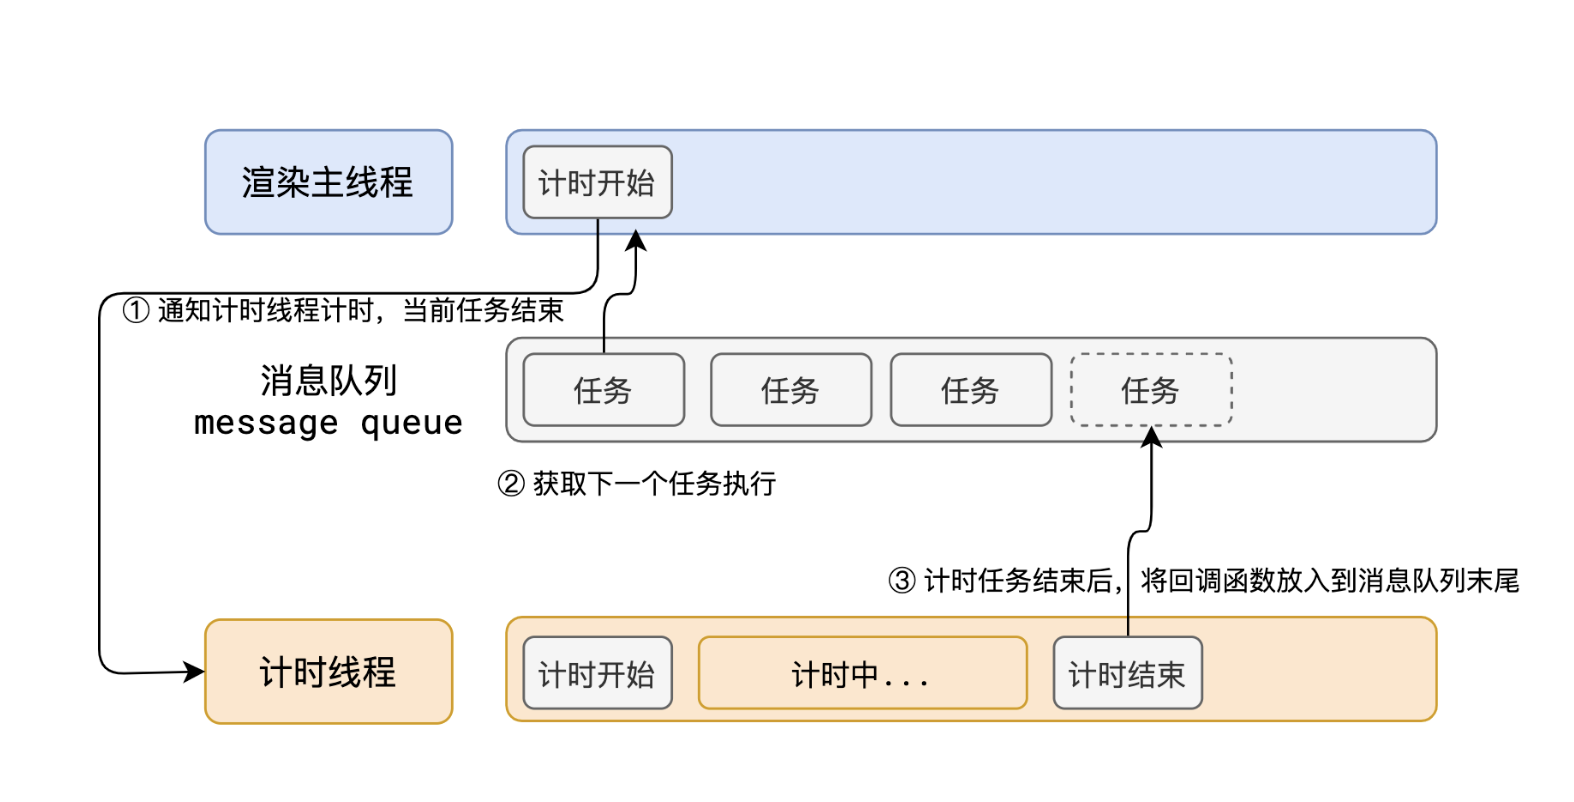 渲染主线程
计时开始
① 通知计时线程计时，当前任务结束
消息队列
message queue
任务
任务
任务
任务
② 获取下一个任务执行
③ 计时任务结束后，将回调函数放入到消息队列末尾
计时线程
计时开始
计时中...
计时结束